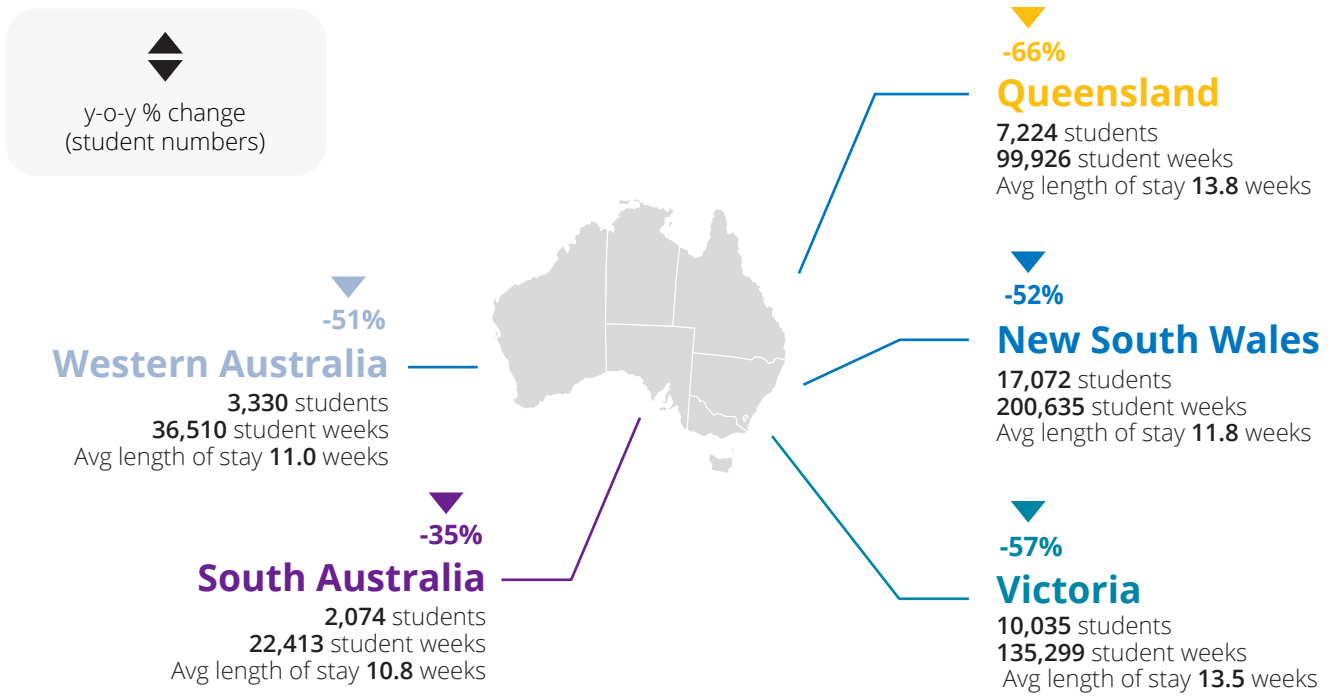 y-o-y % change
(student numbers)
-66%
Queensland
7,224 students
99,926 student weeks
Avg length of stay 13.8 weeks
-52%
New South Wales
17,072 students
200,635 student weeks
Avg length of stay 11.8 weeks
-51%
Western Australia
3,330 students
36,510 student weeks
Avg length of stay 11.0 weeks
-35%
South Australia
2,074 students
22,413 student weeks
Avg length of stay 10.8 weeks
-57%
Victoria
10,035 students
135,299 student weeks
Avg length of stay 13.5 weeks